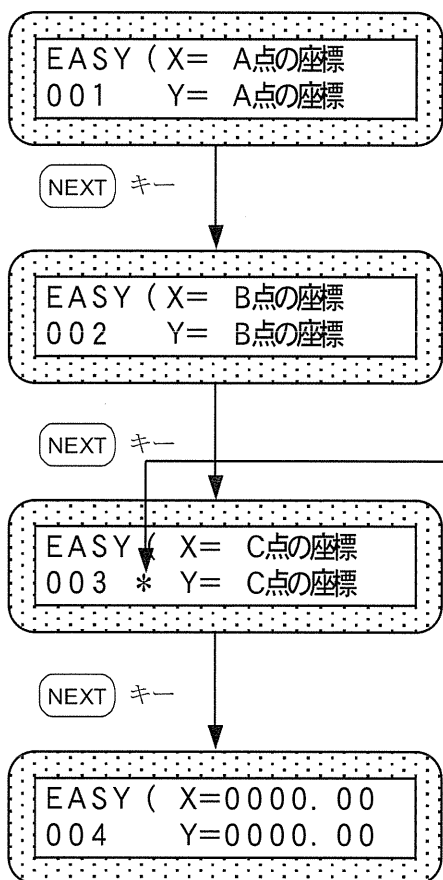 EASY ( X= A点の座標
001 Y= A点の座標
NEXT キー
EASY ( X= B点の座標
002 Y= B点の座標
NEXT キー
EASY ( X= C点の座標
003 * Y= C点の座標
NEXT キー
EASY ( X=0000. 00
004 Y=0000. 00